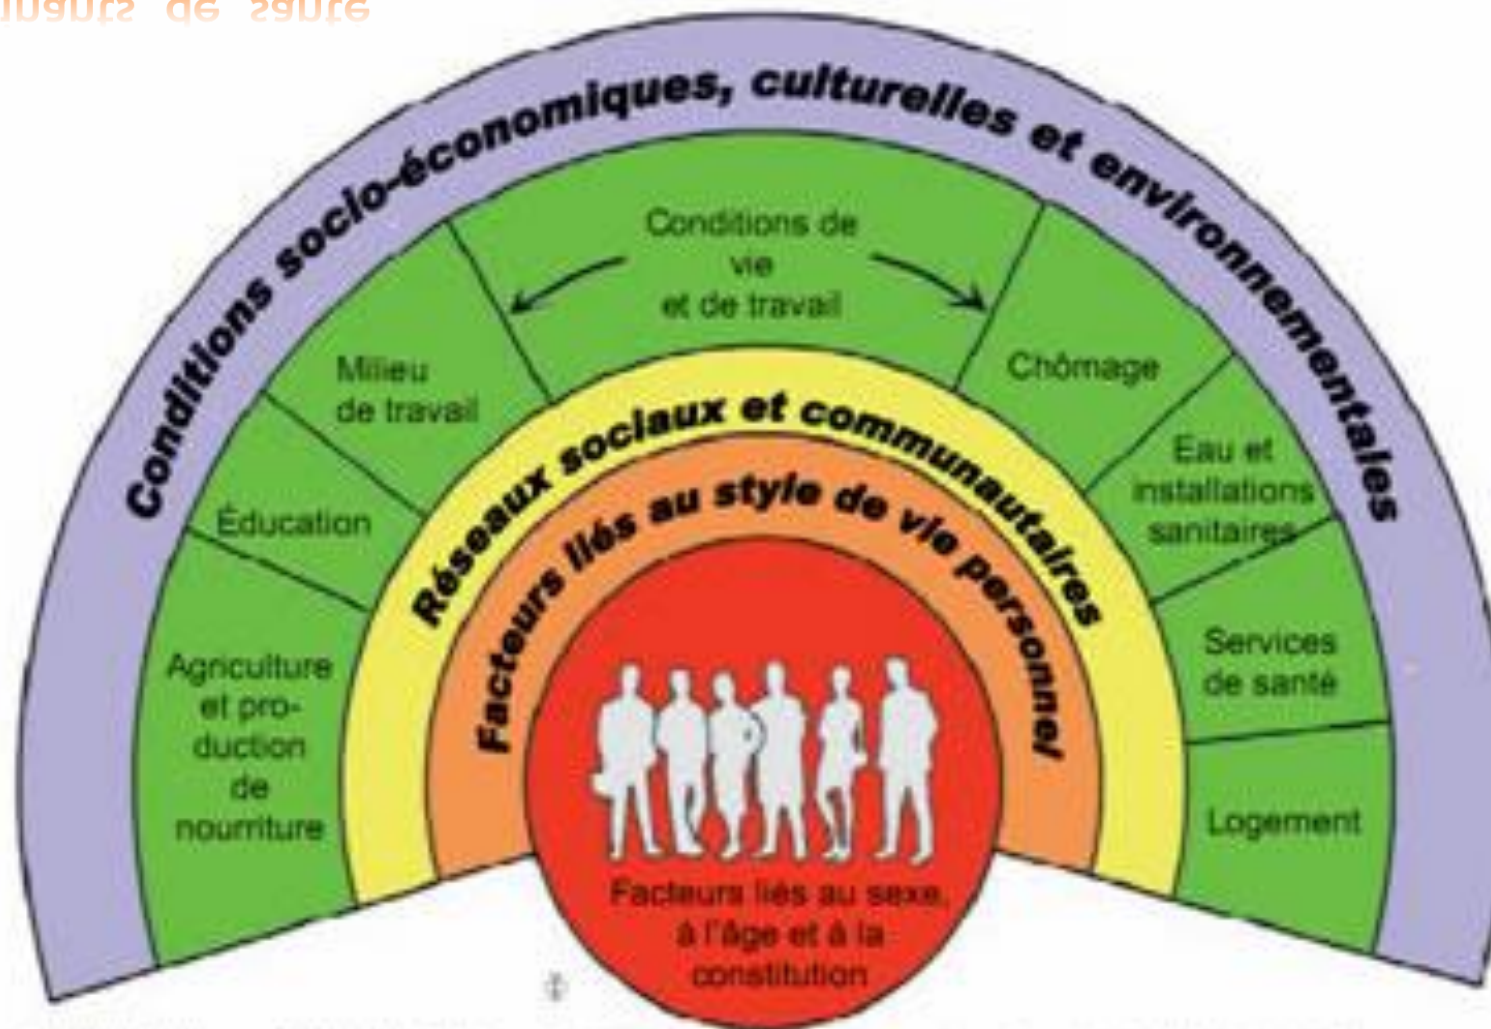 Conditions socio-économiques, culturelles et environnementales
Conditions de
vie
et de travail
Milieu
de travail
Chômage
Éducation
Eau et
installations
sanitaires
Agriculture
et pro-
duction
de
nourriture
Services
de santé
Logement
Réseaux sociaux et communautaires
Facteurs liés au style de vie personnel
Facteurs liés au sexe,
à l'âge et à la
constitution